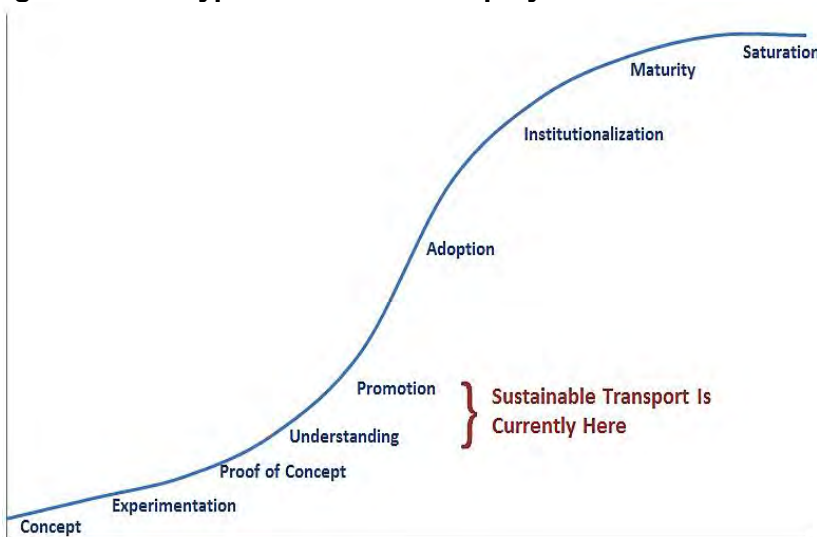 Saturation
Maturity
Institutionalization
Adoption
Promotion
Sustainable Transport Is
Currently Here
Understanding
Proof of Concept
Experimentation
Concept